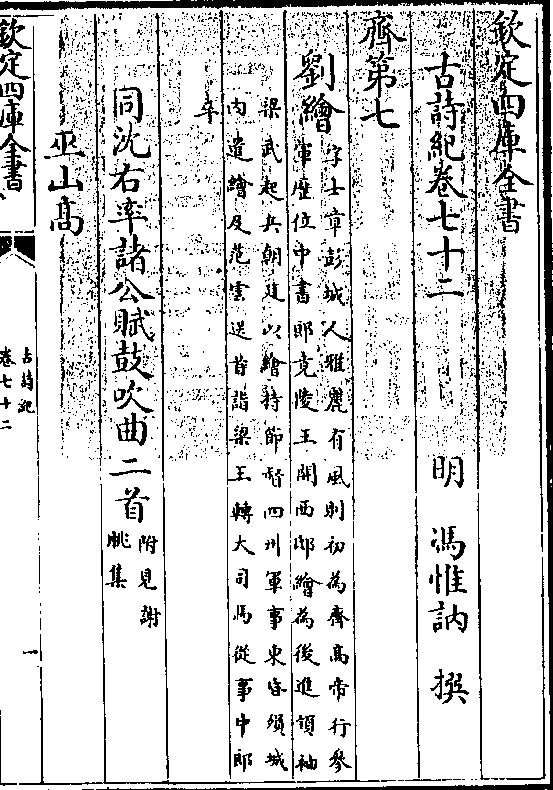 欽定四庫全書
古詩紀卷七十二
明 馮惟訥 撰
齊第七
劉繪
字士章彭城人雅麗有風則初為齊高帝行參
軍歴位中書郎竟陵王開西邸繪為後進領袖
梁武起兵朝廷以繪持節督四州軍事東昏殞城
内遣繪及范雲送首詣梁王轉大司馬從事中郎
卒
同沈右率諸公賦鼓吹曲二首
附見謝
朓集
巫山高
欽定四庫全書
古詩紀
卷七十二
一